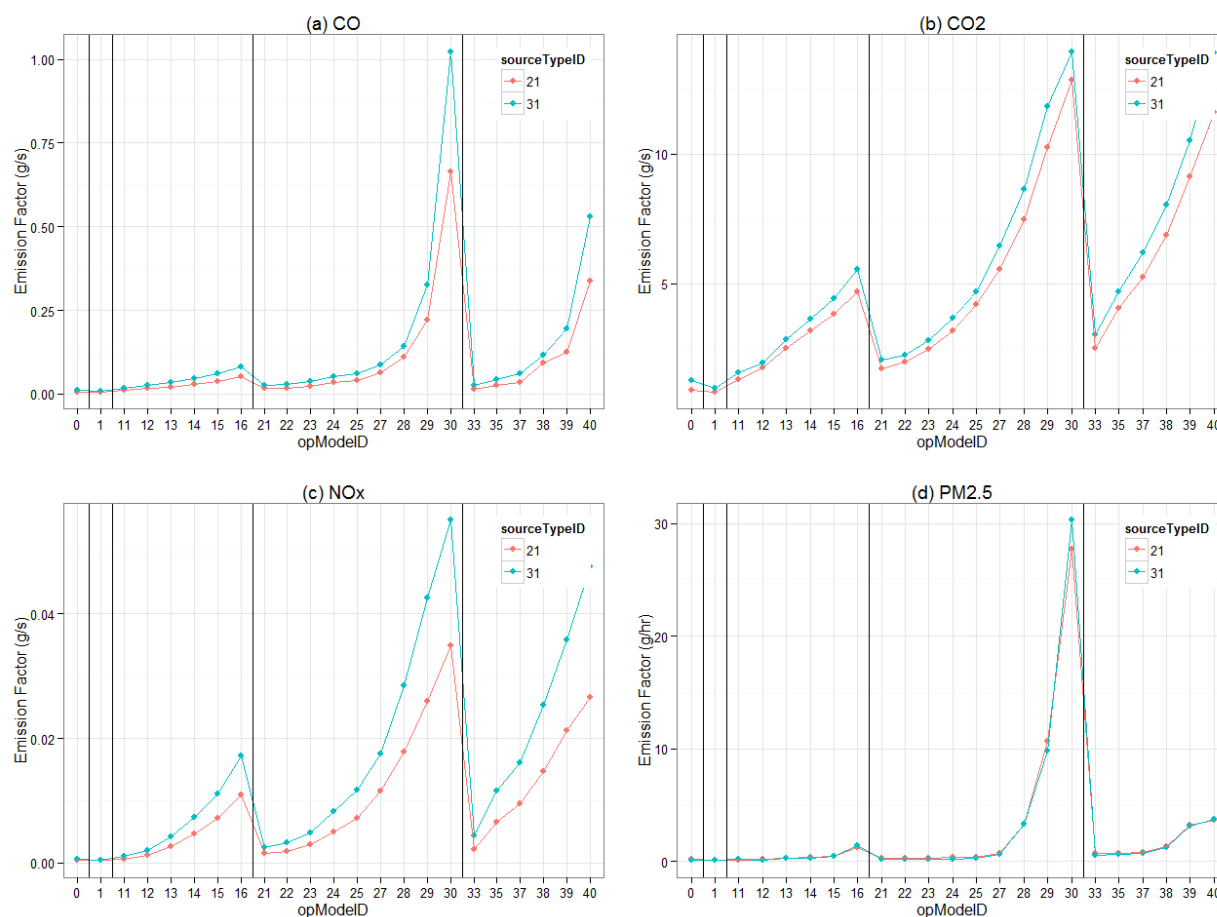 (a) CO
Emission Factor (g/s)
1.00
0.75
0.50
0.25
0.00
sourceTypeID
21
31
0 1 11 12 13 14 15 16 21 22 23 24 25 27 28 29 30 33 35 37 38 39 40
opModeID
(b) CO2
Emission Factor (g/s)
10
5
sourceTypeID
21
31
0 1 11 12 13 14 15 16 21 22 23 24 25 27 28 29 30 33 35 37 38 39 40
opModeID
(c) NOx
Emission Factor (g/s)
0.04
0.02
0.00
sourceTypeID
21
31
0 1 11 12 13 14 15 16 21 22 23 24 25 27 28 29 30 33 35 37 38 39 40
opModeID
(d) PM2.5
Emission Factor (g/hr)
30
20
10
0
sourceTypeID
21
31
0 1 11 12 13 14 15 16 21 22 23 24 25 27 28 29 30 33 35 37 38 39 40
opModeID